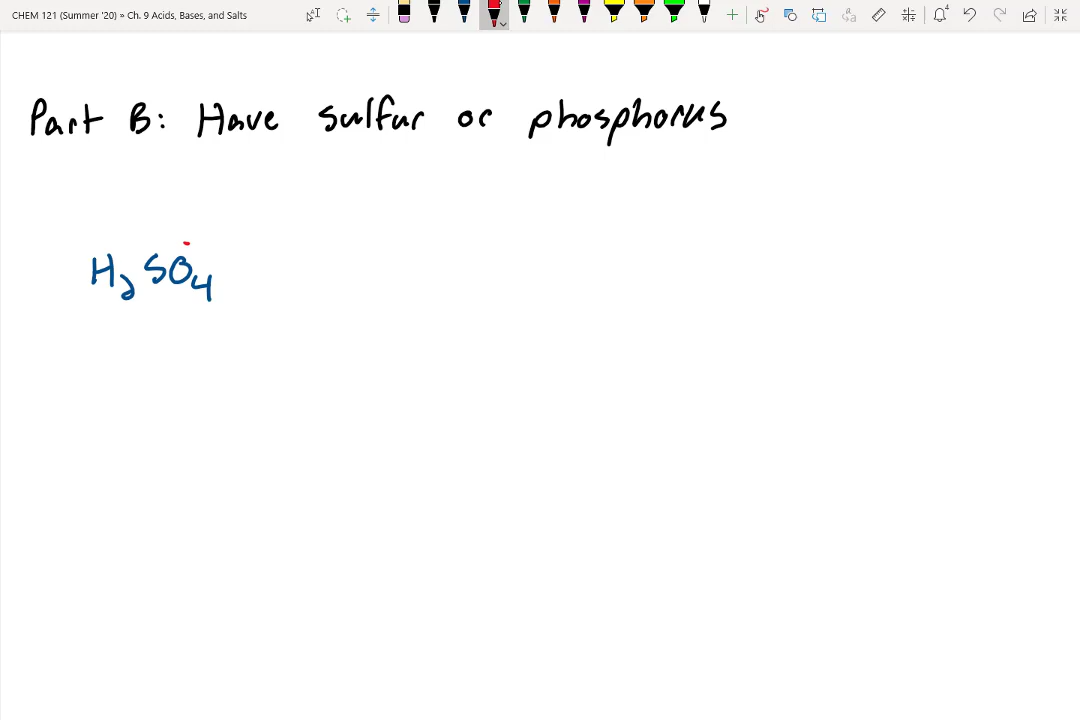 CHEM 121 (Summer '20) » Ch. 9 Acids, Bases, and Salts
Part B: Have sulfur or phosphorus
H₂SO₄